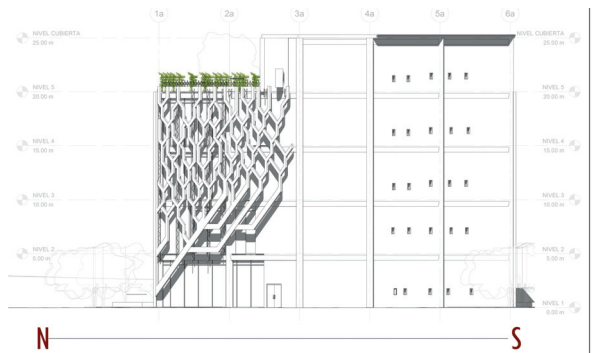 1a 2a 3a 4a 5a 6a
NIVEL CUBIERTA NIVEL CUBIERTA
25.00 m 25.00 m
NIVEL 5 NIVEL 5
20.00 m 20.00 m
NIVEL 4 NIVEL 4
15.00 m 15.00 m
NIVEL 3 NIVEL 3
10.00 m 10.00 m
NIVEL 2 NIVEL 2
5.00 m 5.00 m
NIVEL 1
0.00 m
N S